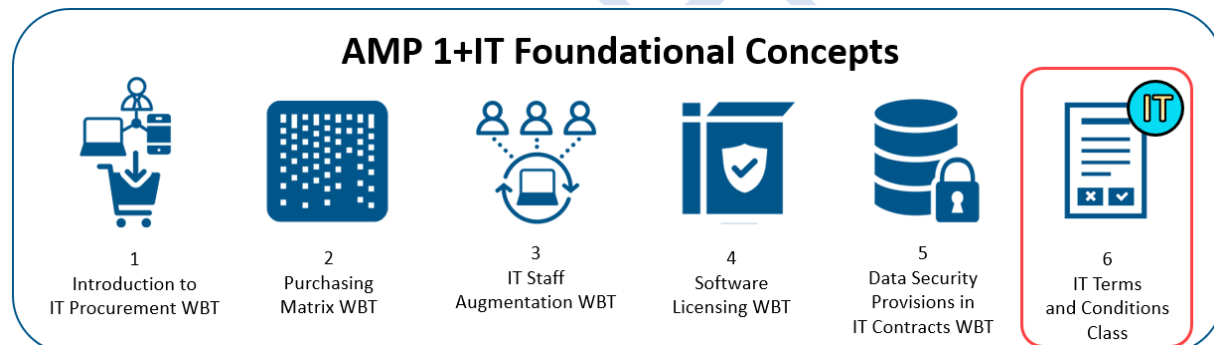 AMP 1+IT Foundational Concepts
IT
1
Introduction to
IT Procurement WBT
2
Purchasing
Matrix WBT
3
IT Staff
Augmentation WBT
4
Software
Licensing WBT
5
Data Security
Provisions in
IT Contracts WBT
6
IT Terms
and Conditions
Class